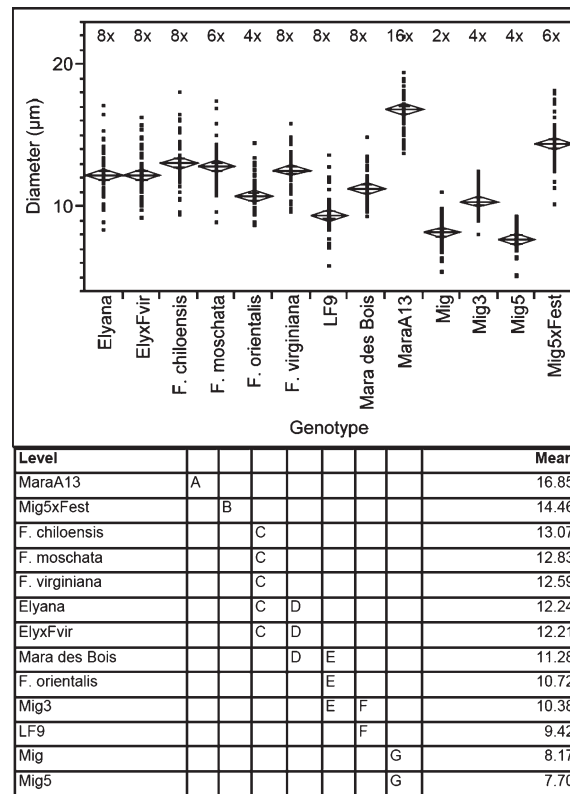 8x 8x 8x 6x 4x 8x 8x 8x 16x 2x 4x 4x 6x
20
10
Diameter (µm)
Elyana
ElyxFvir
F. chiloensis
F. moschata
F. orientalis
F. virginiana
LF9
Mara des Bois
MaraA13
Mig
Mig3
Mig5
Mig5xFest
Genotype
Level Mean
MaraA13 A 16.85
Mig5xFest B 14.46
F. chiloensis C 13.07
F. moschata C 12.83
F. virginiana C 12.59
Elyana C D 12.24
ElyxFvir C D 12.21
Mara des Bois D E 11.28
F. orientalis E 10.72
Mig3 E F 10.38
LF9 F 9.42
Mig G 8.17
Mig5 G 7.70